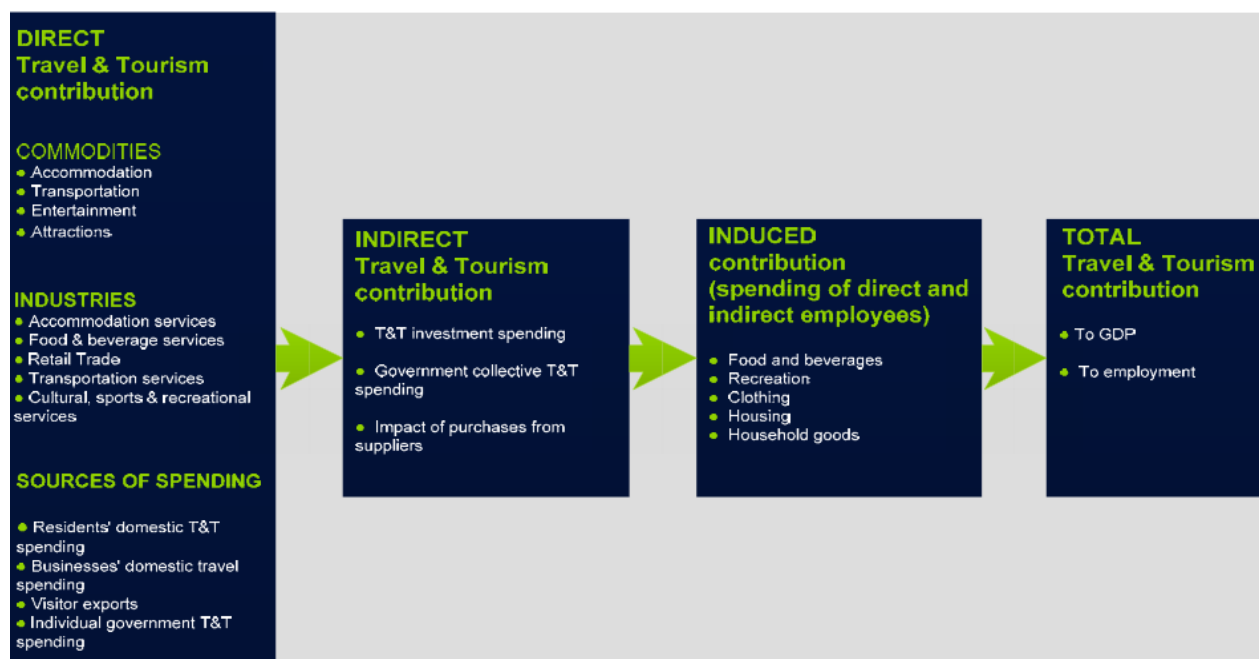 DIRECT
Travel & Tourism
contribution
COMMODITIES
● Accommodation
● Transportation
● Entertainment
● Attractions
INDUSTRIES
● Accommodation services
● Food & beverage services
● Retail Trade
● Transportation services
● Cultural, sports & recreational
services
SOURCES OF SPENDING
● Residents' domestic T&T
spending
● Businesses' domestic travel
spending
● Visitor exports
● Individual government T&T
spending
INDIRECT
Travel & Tourism
contribution
● T&T investment spending
● Government collective T&T
spending
● Impact of purchases from
suppliers
INDUCED
contribution
(spending of direct and
indirect employees)
● Food and beverages
● Recreation
● Clothing
● Housing
● Household goods
TOTAL
Travel & Tourism
contribution
● To GDP
● To employment